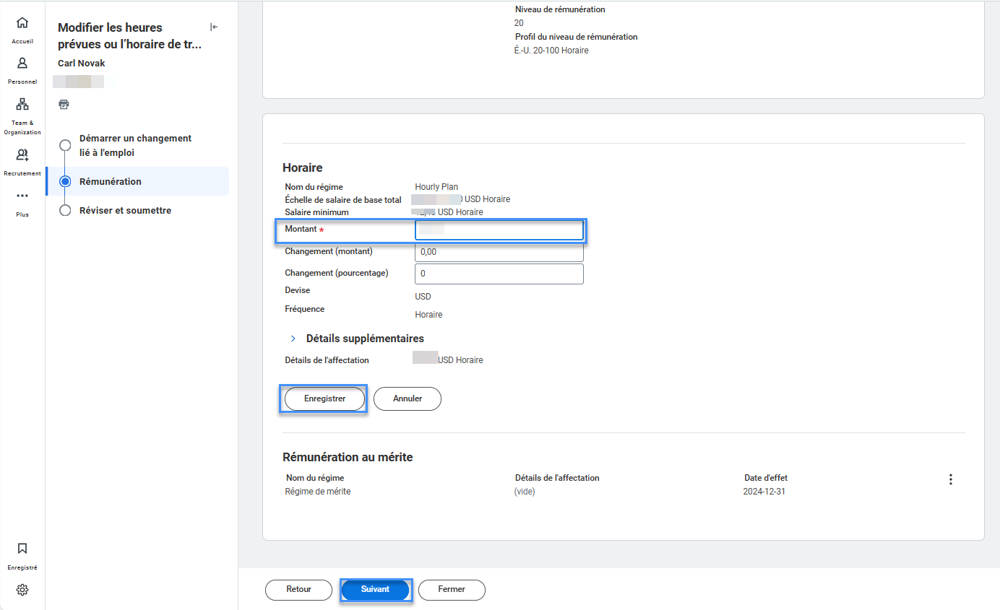 Accueil
Personnel
Team &
Organization
Recrutement
Plus
Enregistré
Modifier les heures
prévues ou l’horaire de tr...
Carl Novak
Démarrer un changement
lié à l'emploi
Rémunération
Réviser et soumettre
Niveau de rémunération
20
Profil du niveau de rémunération
É.-U. 20-100 Horaire
Horaire
Nom du régime Hourly Plan
Échelle de salaire de base total USD Horaire
Salaire minimum USD Horaire
Montant *
Changement (montant) 0,00
Changement (pourcentage) 0
Devise USD
Fréquence Horaire
Détails supplémentaires
Détails de l'affectation USD Horaire
Enregistrer Annuler
Rémunération au mérite
Nom du régime Détails de l'affectation Date d'effet
Régime de mérite (vide) 2024-12-31
Retour Suivant Fermer